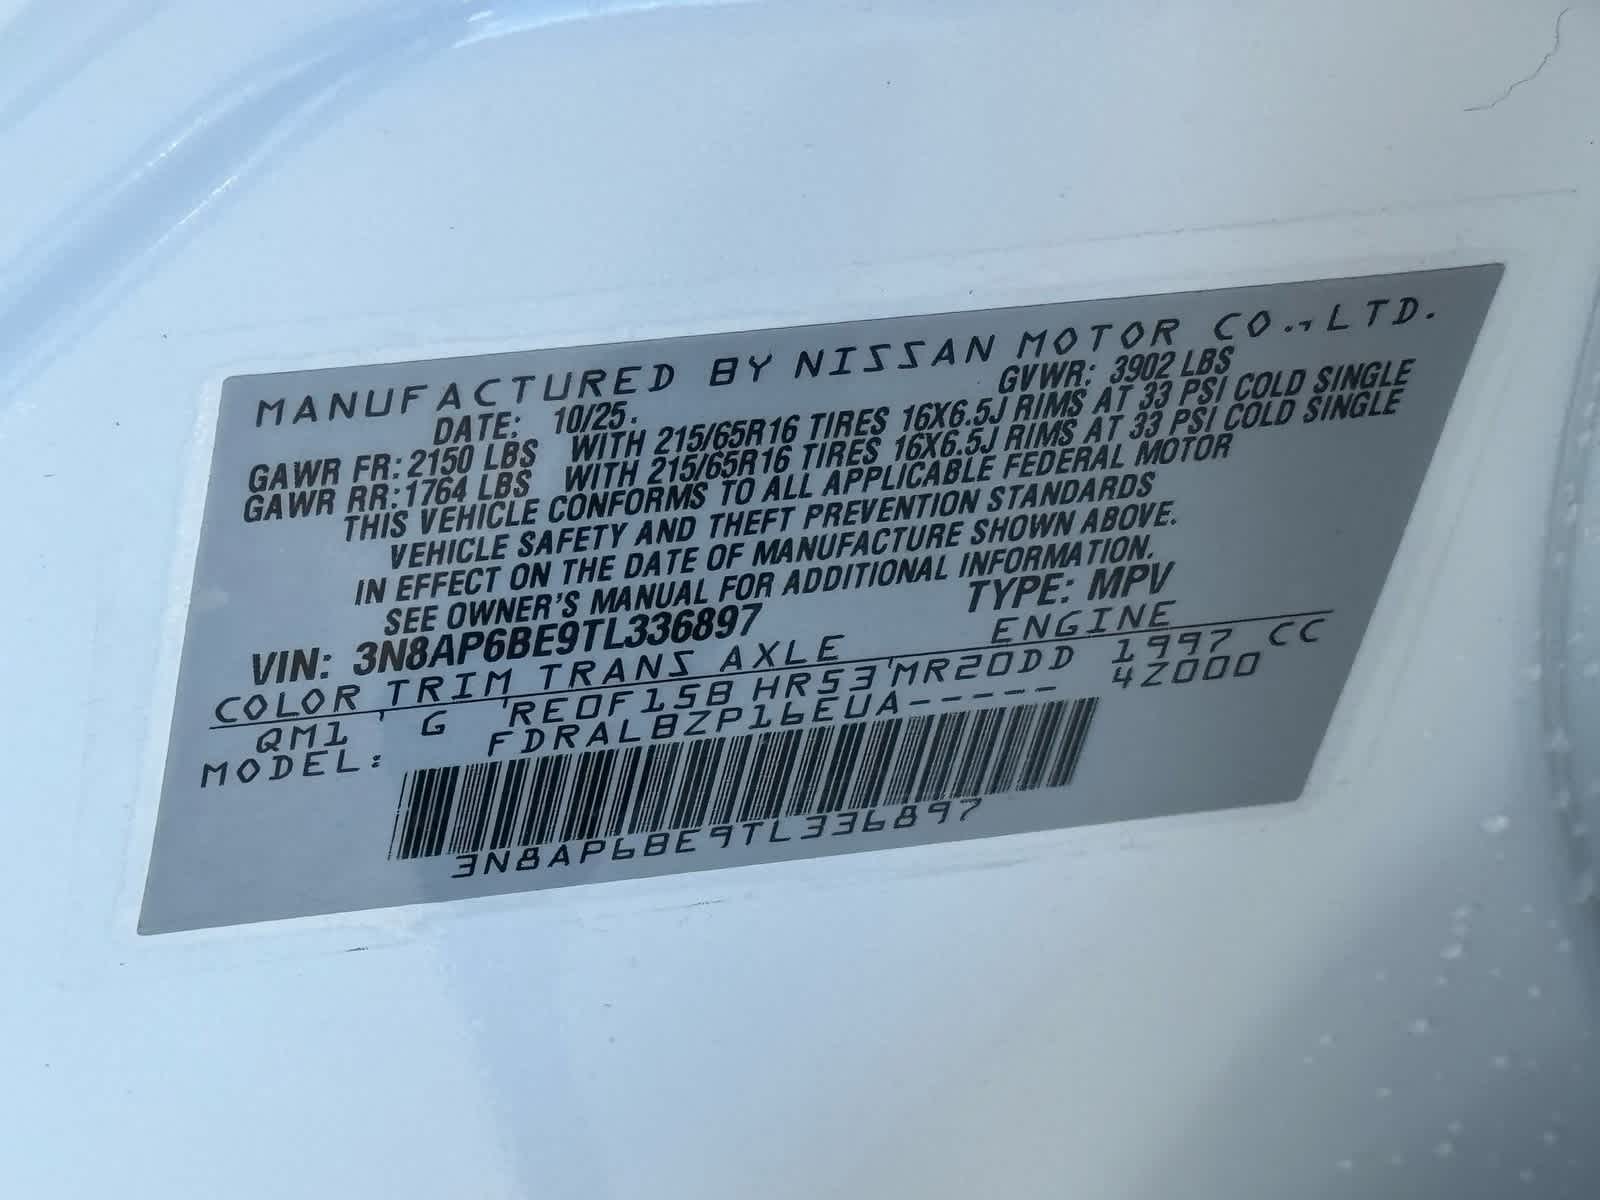 MANUFACTURED BY NISSAN MOTOR CO.,LTD.
DATE: 10/25. GVWR: 3902 LBS
GAWR FR: 2150 LBS WITH 215/65R16 TIRES 16X6.5J RIMS AT 33 PSI COLD SINGLE
GAWR RR: 1764 LBS WITH 215/65R16 TIRES 16X6.5J RIMS AT 33 PSI COLD SINGLE
THIS VEHICLE CONFORMS TO ALL APPLICABLE FEDERAL MOTOR
VEHICLE SAFETY AND THEFT PREVENTION STANDARDS
IN EFFECT ON THE DATE OF MANUFACTURE SHOWN ABOVE.
SEE OWNER'S MANUAL FOR ADDITIONAL INFORMATION.
VIN: 3N8AP6BE9TL336897 TYPE: MPV
COLOR TRIM TRANS AXLE ENGINE
QM1 ' G 'RE0F15B HR53'MR20DD 1997 CC
MODEL: FDRALBZP16EUA----- 4Z000
3N8AP6BE9TL336897